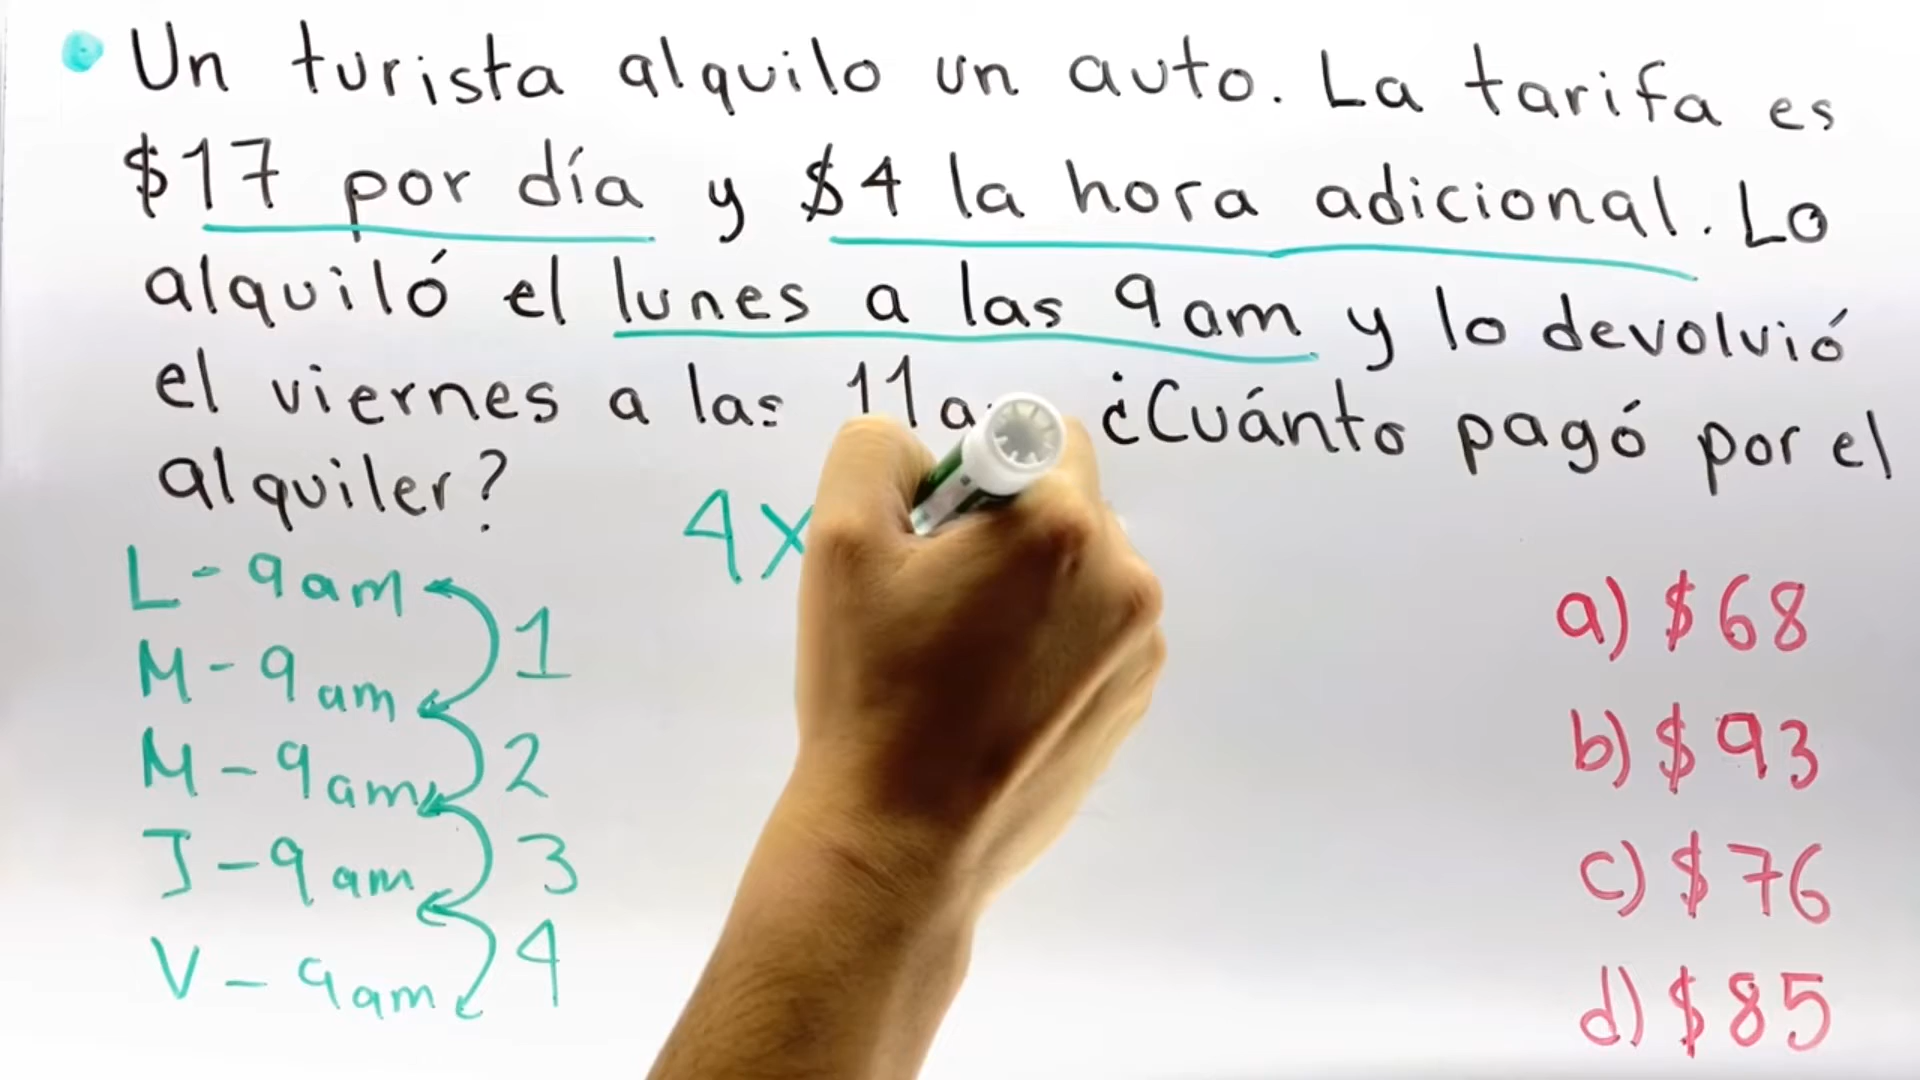 Un turista alquilo un auto. La tarifa es
$17 por día y $4 la hora adicional. Lo
alquiló el lunes a las 9am y lo devolvió
el viernes a las 11a ¿Cuánto pagó por el
alquiler?
4x
L - 9am
1
M - 9am
2
M - 9am
3
J - 9am
4
V - 9am
a) $68
b) $93
c) $76
d) $85